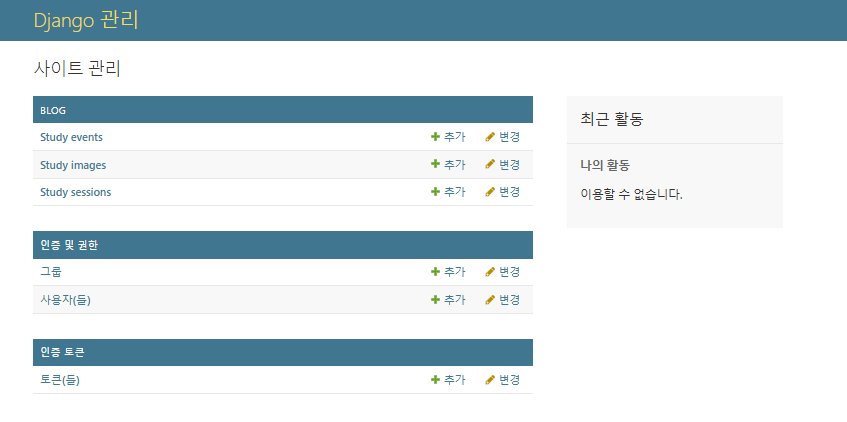 Django 관리
사이트 관리
BLOG
Study events 추가 변경
Study images 추가 변경
Study sessions 추가 변경
인증 및 권한
그룹 추가 변경
사용자(들) 추가 변경
인증 토큰
토큰(들) 추가 변경
최근 활동
나의 활동
이용할 수 없습니다.